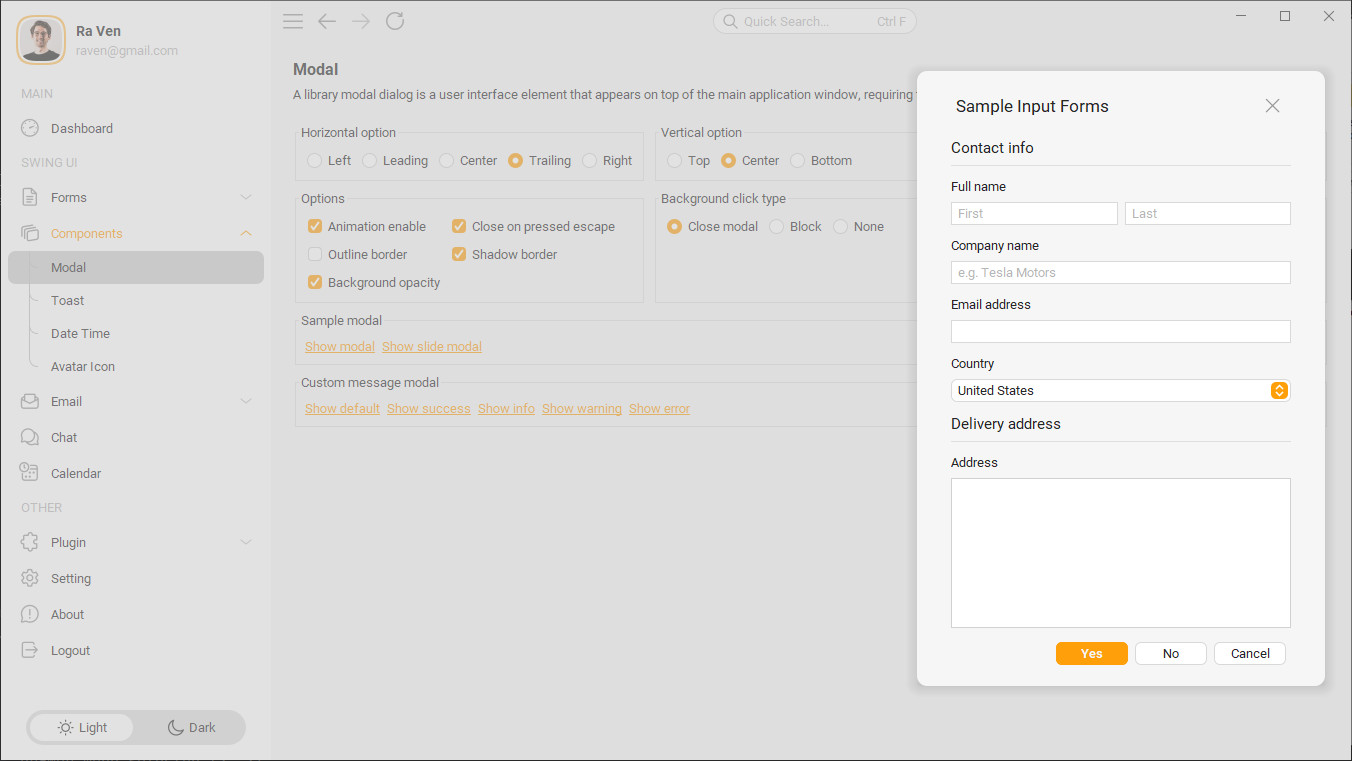 Ra Ven
raven@gmail.com
MAIN
Dashboard
SWING UI
Forms
Components
Modal
Toast
Date Time
Avatar Icon
Email
Chat
Calendar
OTHER
Plugin
Setting
About
Logout
Light Dark
Quick Search... Ctrl F
Modal
A library modal dialog is a user interface element that appears on top of the main application window, requiring
Horizontal option
Left Leading Center Trailing Right
Vertical option
Top Center Bottom
Options
Animation enable Close on pressed escape
Outline border Shadow border
Background opacity
Background click type
Close modal Block None
Sample modal
Show modal Show slide modal
Custom message modal
Show default Show success Show info Show warning Show error
Sample Input Forms
Contact info
Full name
First Last
Company name
e.g. Tesla Motors
Email address
Country
United States
Delivery address
Address
Yes No Cancel